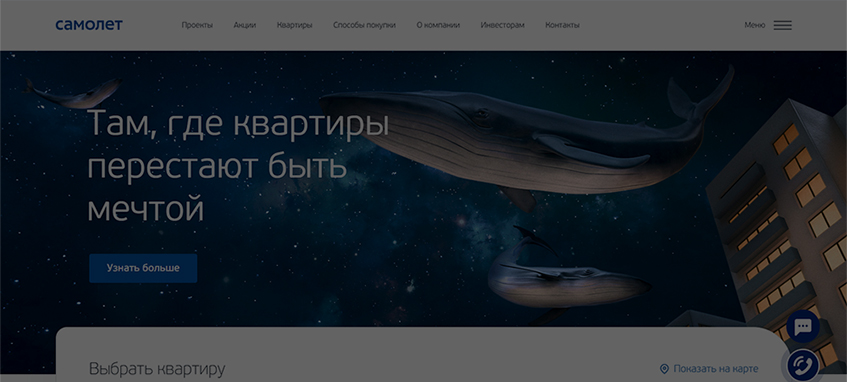 самолет
Проекты Акции Квартиры Способы покупки О компании Инвесторам Контакты Меню
Там, где квартиры
перестают быть
мечтой
Узнать больше
Выбрать квартиру
Показать на карте